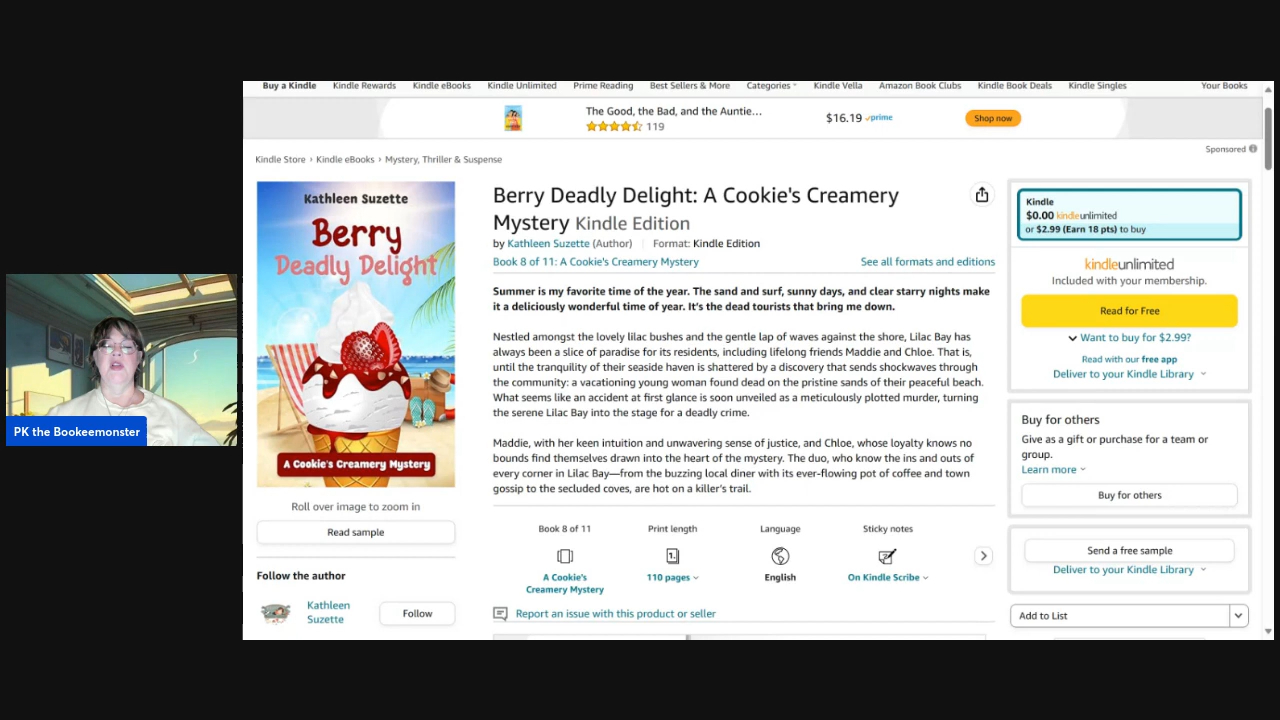 Buy a Kindle Kindle Rewards Kindle eBooks Kindle Unlimited Prime Reading Best Sellers & More Categories Kindle Vella Amazon Book Clubs Kindle Book Deals Kindle Singles Your Books
The Good, the Bad, and the Auntie...
119
$16.19 prime
Shop now
Sponsored
Kindle Store › Kindle eBooks › Mystery, Thriller & Suspense
Kathleen Suzette
Berry
Deadly Delight
A Cookie's Creamery Mystery
Roll over image to zoom in
Read sample
Follow the author
Kathleen
Suzette
Follow
Berry Deadly Delight: A Cookie's Creamery
Mystery Kindle Edition
by Kathleen Suzette (Author) Format: Kindle Edition
Book 8 of 11: A Cookie's Creamery Mystery
See all formats and editions
Summer is my favorite time of the year. The sand and surf, sunny days, and clear starry nights make
it a deliciously wonderful time of year. It's the dead tourists that bring me down.
Nestled amongst the lovely lilac bushes and the gentle lap of waves against the shore, Lilac Bay has
always been a slice of paradise for its residents, including lifelong friends Maddie and Chloe. That is,
until the tranquility of their seaside haven is shattered by a discovery that sends shockwaves through
the community: a vacationing young woman found dead on the pristine sands of their peaceful beach.
What seems like an accident at first glance is soon unveiled as a meticulously plotted murder, turning
the serene Lilac Bay into the stage for a deadly crime.
Maddie, with her keen intuition and unwavering sense of justice, and Chloe, whose loyalty knows no
bounds find themselves drawn into the heart of the mystery. The duo, who know the ins and outs of
every corner in Lilac Bay—from the buzzing local diner with its ever-flowing pot of coffee and town
gossip to the secluded coves, are hot on a killer's trail.
Book 8 of 11
A Cookie's
Creamery Mystery
Print length
1.
110 pages
Language
English
Sticky notes
On Kindle Scribe
Report an issue with this product or seller
Kindle
$0.00 kindleunlimited
or $2.99 (Earn 18 pts) to buy
kindleunlimited
Included with your membership.
Read for Free
Want to buy for $2.99?
Read with our free app
Deliver to your Kindle Library
Buy for others
Give as a gift or purchase for a team or
group.
Learn more
Buy for others
Send a free sample
Deliver to your Kindle Library
Add to List
PK the Bookeemonster